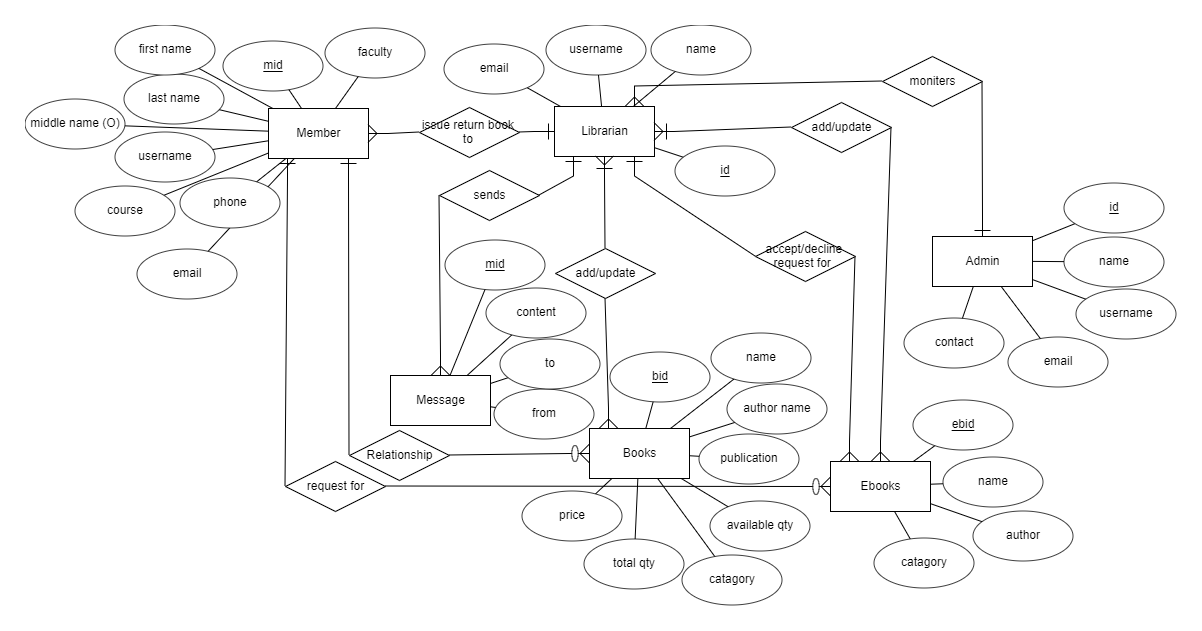 first name
mid
faculty
last name
middle name (O)
username
course
phone
email
Member
issue return book
to
email
username
name
Librarian
id
moniters
add/update
sends
add/update
accept/decline
request for
id
Admin
name
username
contact
email
mid
content
to
from
Message
Relationship
request for
bid
name
author name
Books
publication
price
available qty
total qty
catagory
ebid
Ebooks
name
author
catagory